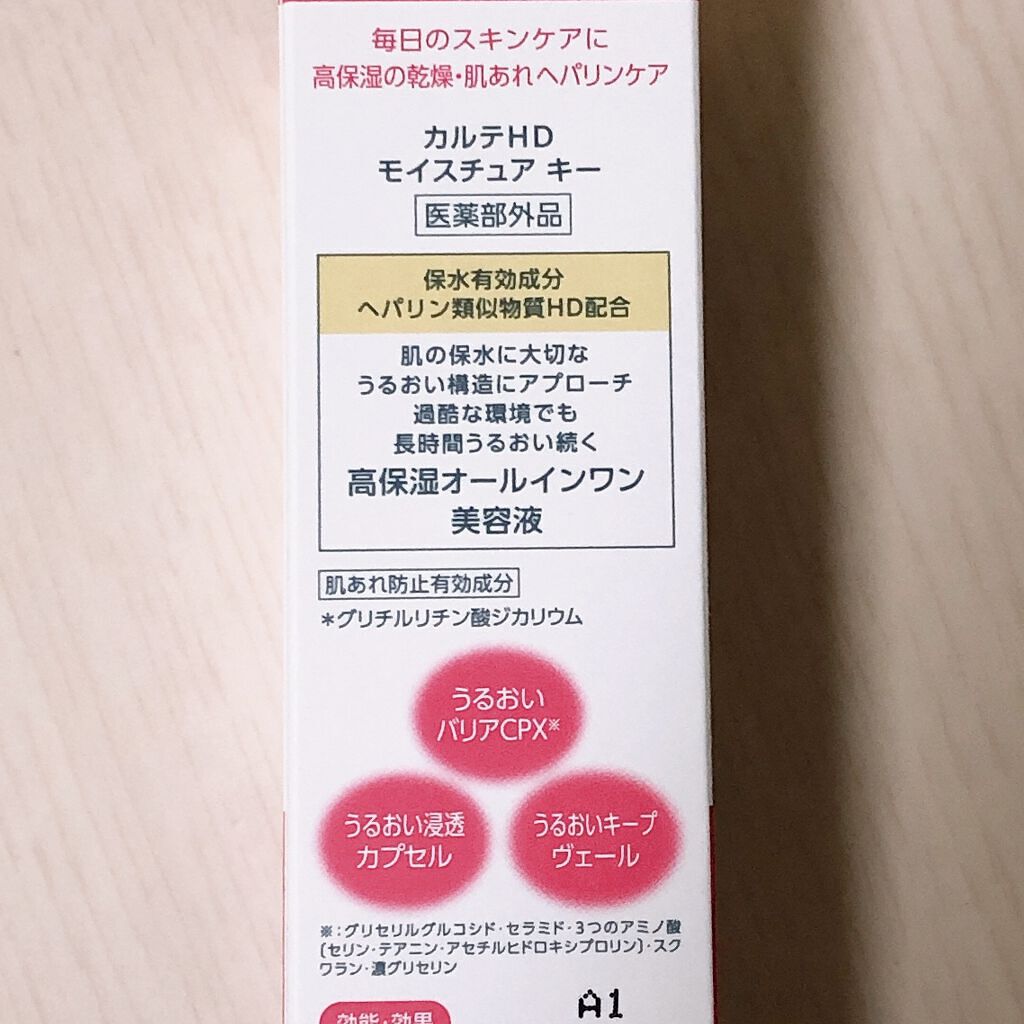 毎日のスキンケアに
高保湿の乾燥・肌あれヘパリンケア
カルテHD
モイスチュア キー
医薬部外品
保水有効成分
ヘパリン類似物質HD配合
肌の保水に大切な
うるおい構造にアプローチ
過酷な環境でも
長時間うるおい続く
高保湿オールインワン
美容液
肌あれ防止有効成分
＊グリチルリチン酸ジカリウム
うるおい
バリアCPX※
うるおい浸透
カプセル
うるおいキープ
ヴェール
※：グリセリルグルコシド・セラミド・3つのアミノ酸
〔セリン・テアニン・アセチルヒドロキシプロリン〕・スク
ワラン・濃グリセリン
効能・効果
A1